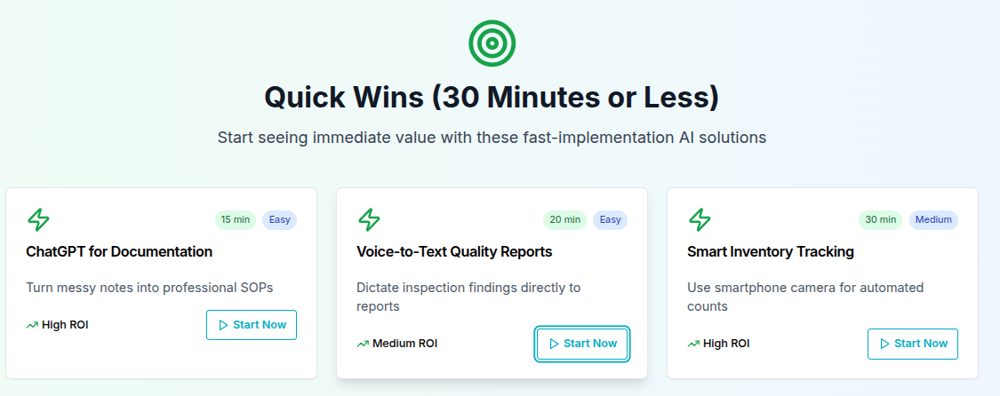 Quick Wins (30 Minutes or Less)
Start seeing immediate value with these fast-implementation AI solutions
15 min
Easy
ChatGPT for Documentation
Turn messy notes into professional SOPs
High ROI
Start Now
20 min
Easy
Voice-to-Text Quality Reports
Dictate inspection findings directly to
reports
Medium ROI
Start Now
30 min
Medium
Smart Inventory Tracking
Use smartphone camera for automated
counts
High ROI
Start Now